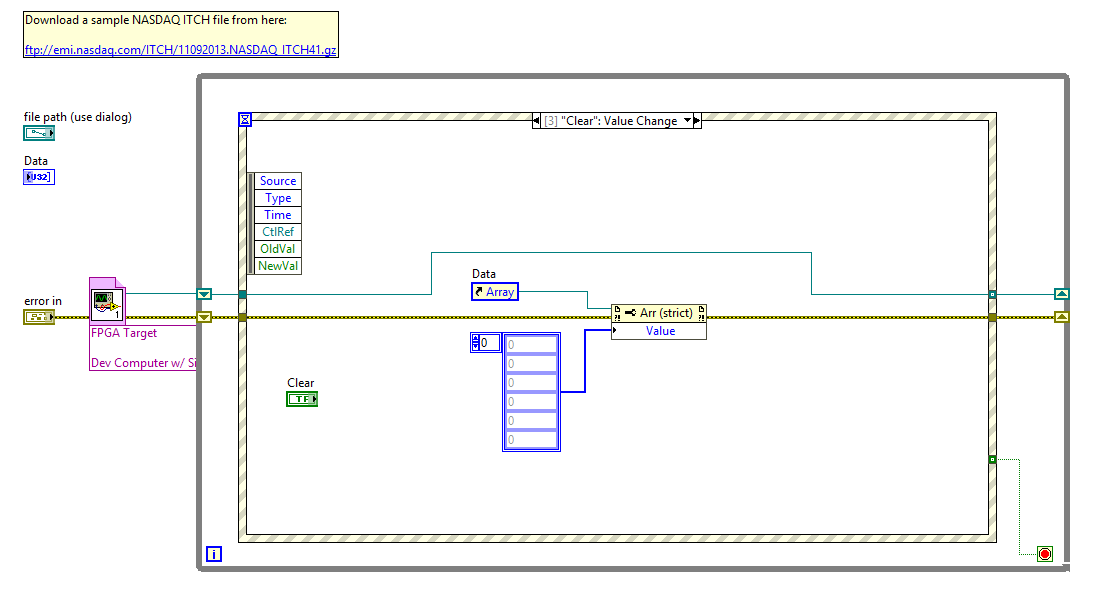 Download a sample NASDAQ ITCH file from here:
ftp://emi.nasdaq.com/ITCH/11092013.NASDAQ_ITCH41.gz
file path (use dialog)
Data
U32
[3] "Clear": Value Change
Source
Type
Time
CtlRef
OldVal
NewVal
Data
Array
error in
1
FPGA Target
Dev Computer w/ Si
Arr (strict)
Value
0
0
0
0
0
0
0
Clear
TF
i